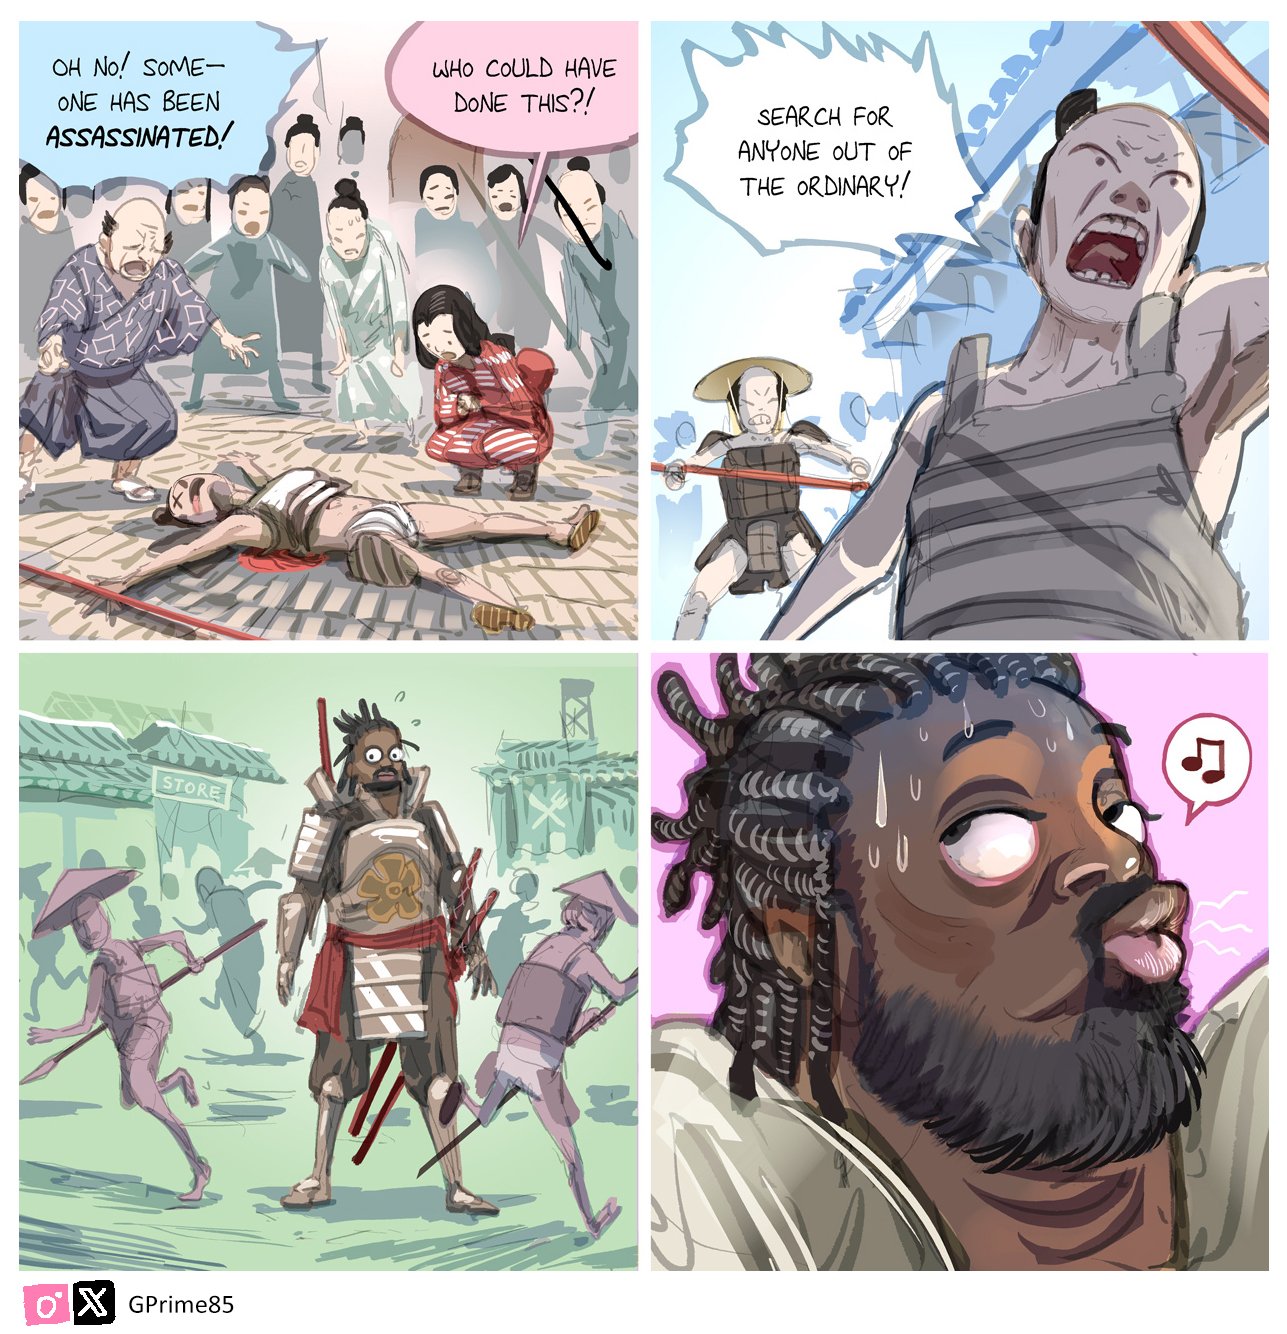 OH NO! SOME-
ONE HAS BEEN
ASSASSINATED!
WHO COULD HAVE
DONE THIS?!
SEARCH FOR
ANYONE OUT OF
THE ORDINARY!
STORE
GPrime85